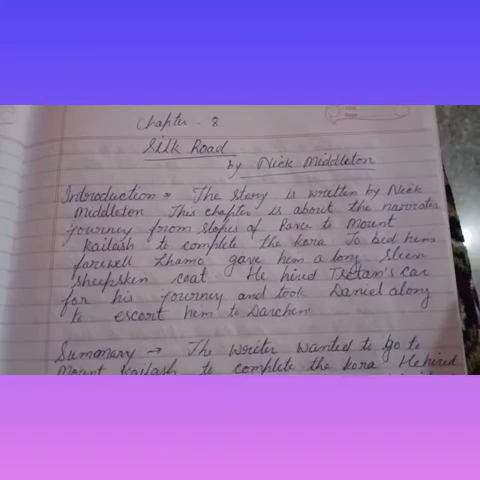 Chapter - 8
Silk Road
by Nick Middleton
Introduction ⇒ The story is written by Nick
Middleton This chapter is about the narrator
journey from slopes of Ravu to Mount
Kailash to complete the kora To bid him
farewell Lhamo gave him a long sleeve
sheepskin coat He hired Tsetan's car
for his journey and took Daniel along
to escort him to Darchen
Summary → The writer wanted to go to
Mount Kailash to complete the kora He hired